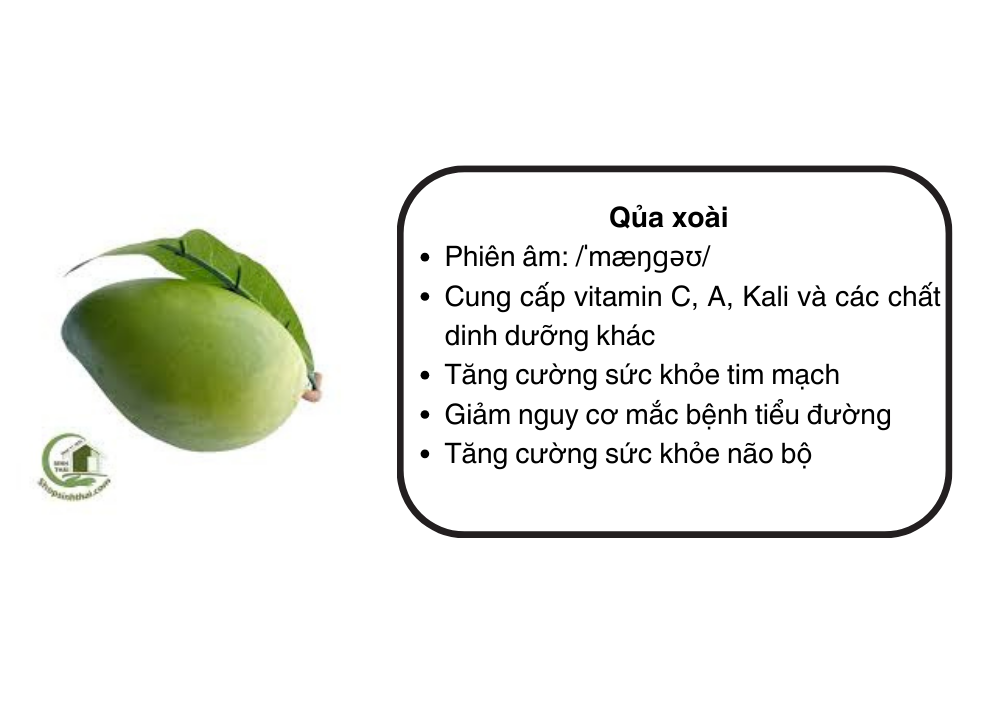 Qủa xoài
Phiên âm: /ˈmæŋgəʊ/
Cung cấp vitamin C, A, Kali và các chất
dinh dưỡng khác
Tăng cường sức khỏe tim mạch
Giảm nguy cơ mắc bệnh tiểu đường
Tăng cường sức khỏe não bộ
SINH
THÁI
Shopsinhthai.com